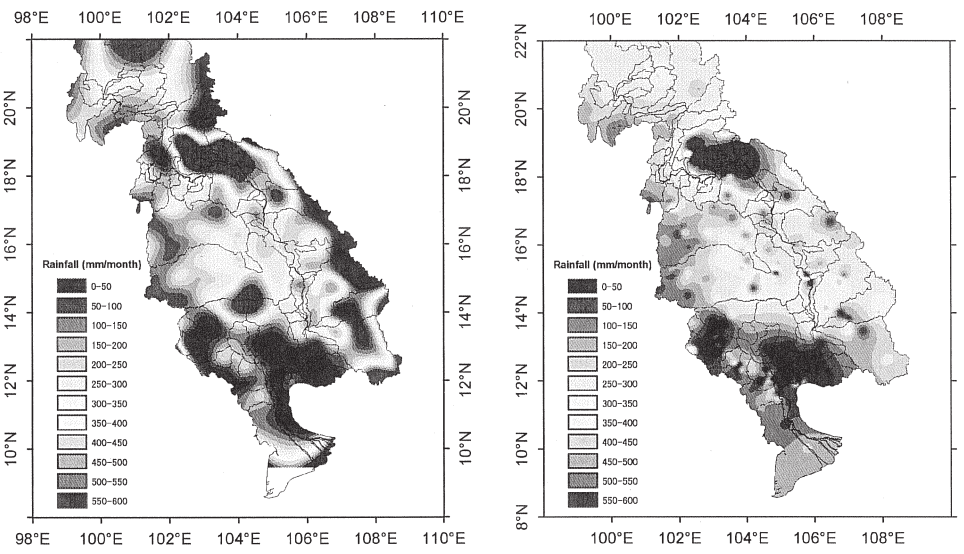 98°E 100°E 102°E 104°E 106°E 108°E 110°E
20°N
18°N
16°N
14°N
12°N
10°N
Rainfall (mm/month)
0-50
50-100
100-150
150-200
200-250
250-300
300-350
350-400
400-450
450-500
500-550
550-600
20°N
18°N
16°N
14°N
12°N
10°N
98°E 100°E 102°E 104°E 106°E 108°E 110°E
100°E 102°E 104°E 106°E 108°E
22°N
20°N
18°N
16°N
14°N
12°N
10°N
8°N
Rainfall (mm/month)
0-50
50-100
100-150
150-200
200-250
250-300
300-350
350-400
400-450
450-500
500-550
550-600
100°E 102°E 104°E 106°E 108°E